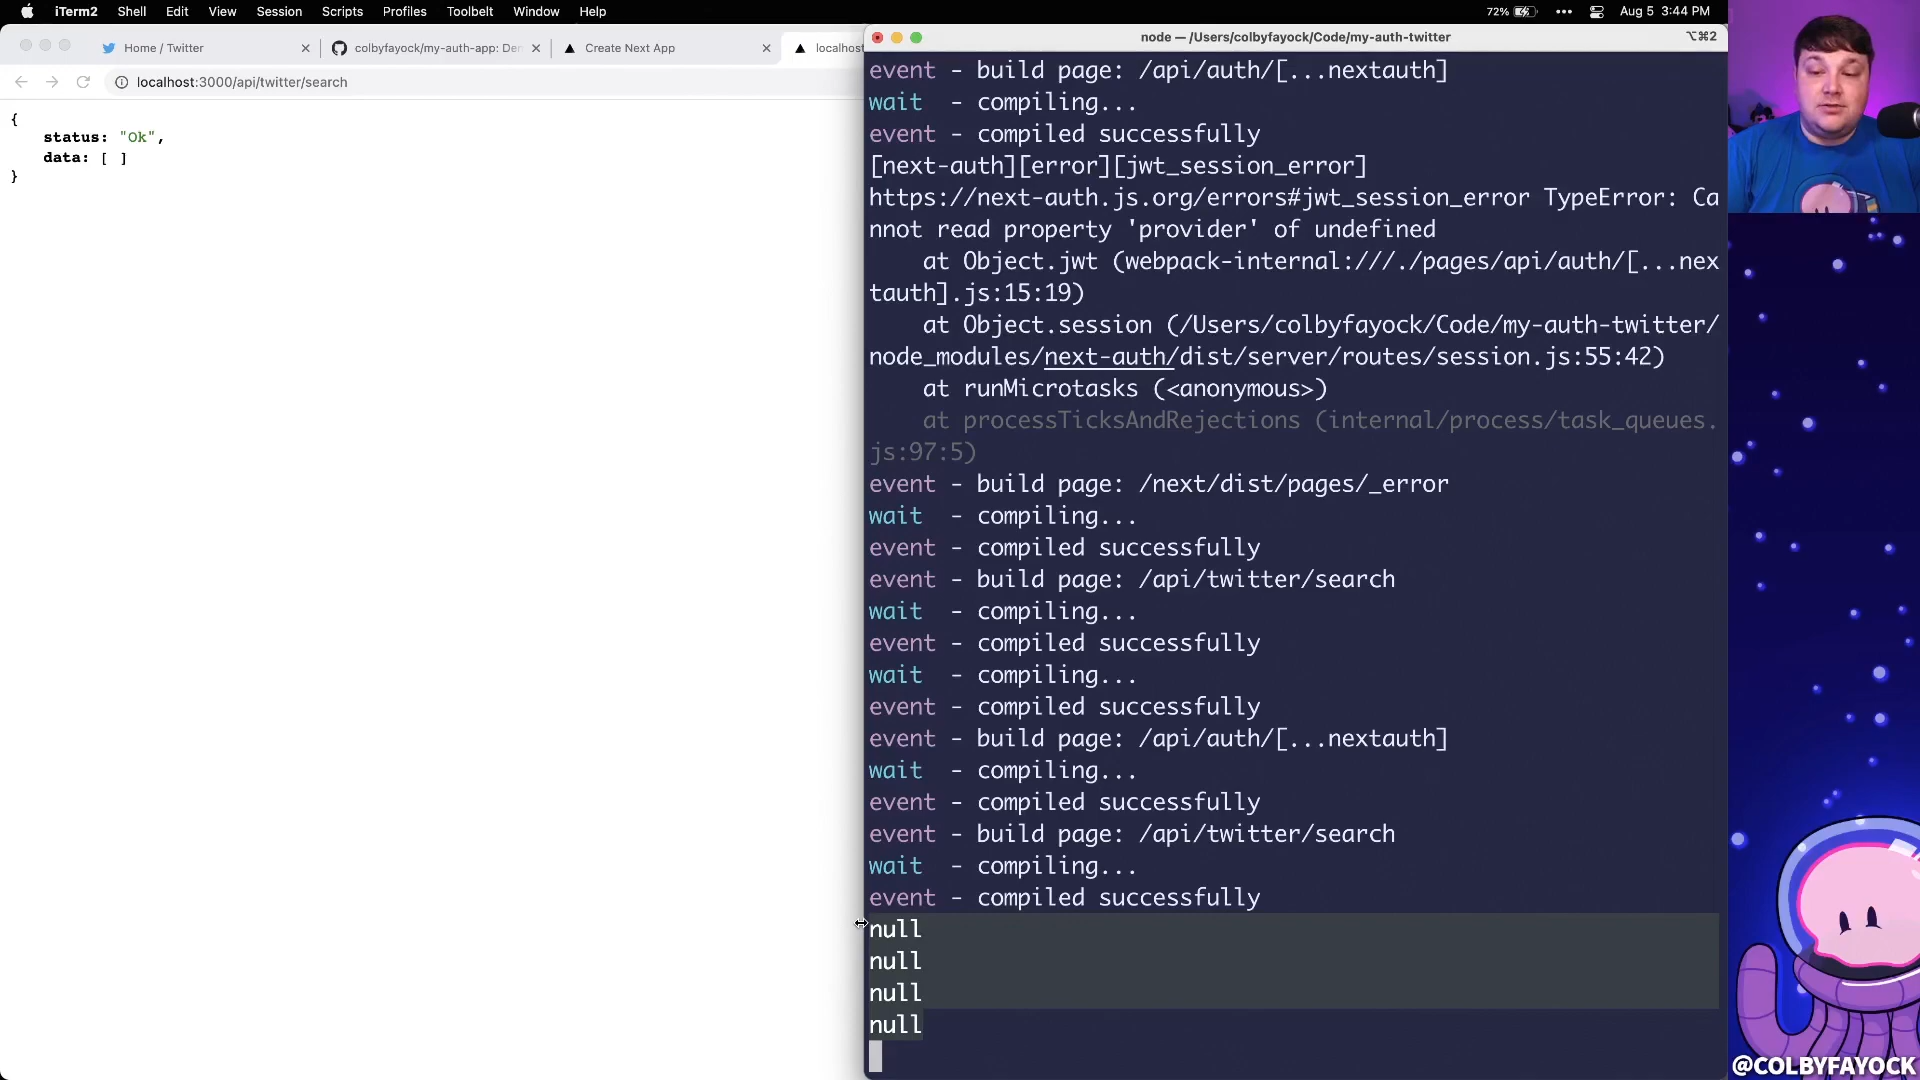 iTerm2 Shell Edit View Session Scripts Profiles Toolbelt Window Help
72% Aug 5 3:44 PM
Home / Twitter
colbyfayock/my-auth-app: Der
Create Next App
localhos
localhost:3000/api/twitter/search
{
status: "Ok",
data: [ ]
}
node — /Users/colbyfayock/Code/my-auth-twitter
⌥⌘2
event - build page: /api/auth/[...nextauth]
wait - compiling...
event - compiled successfully
[next-auth][error][jwt_session_error]
https://next-auth.js.org/errors#jwt_session_error TypeError: Ca
nnot read property 'provider' of undefined
at Object.jwt (webpack-internal:///./pages/api/auth/[...nex
tauth].js:15:19)
at Object.session (/Users/colbyfayock/Code/my-auth-twitter/
node_modules/next-auth/dist/server/routes/session.js:55:42)
at runMicrotasks (<anonymous>)
at processTicksAndRejections (internal/process/task_queues.
js:97:5)
event - build page: /next/dist/pages/_error
wait - compiling...
event - compiled successfully
event - build page: /api/twitter/search
wait - compiling...
event - compiled successfully
wait - compiling...
event - compiled successfully
event - build page: /api/auth/[...nextauth]
wait - compiling...
event - compiled successfully
event - build page: /api/twitter/search
wait - compiling...
event - compiled successfully
null
null
null
null
@COLBYFAYOCK